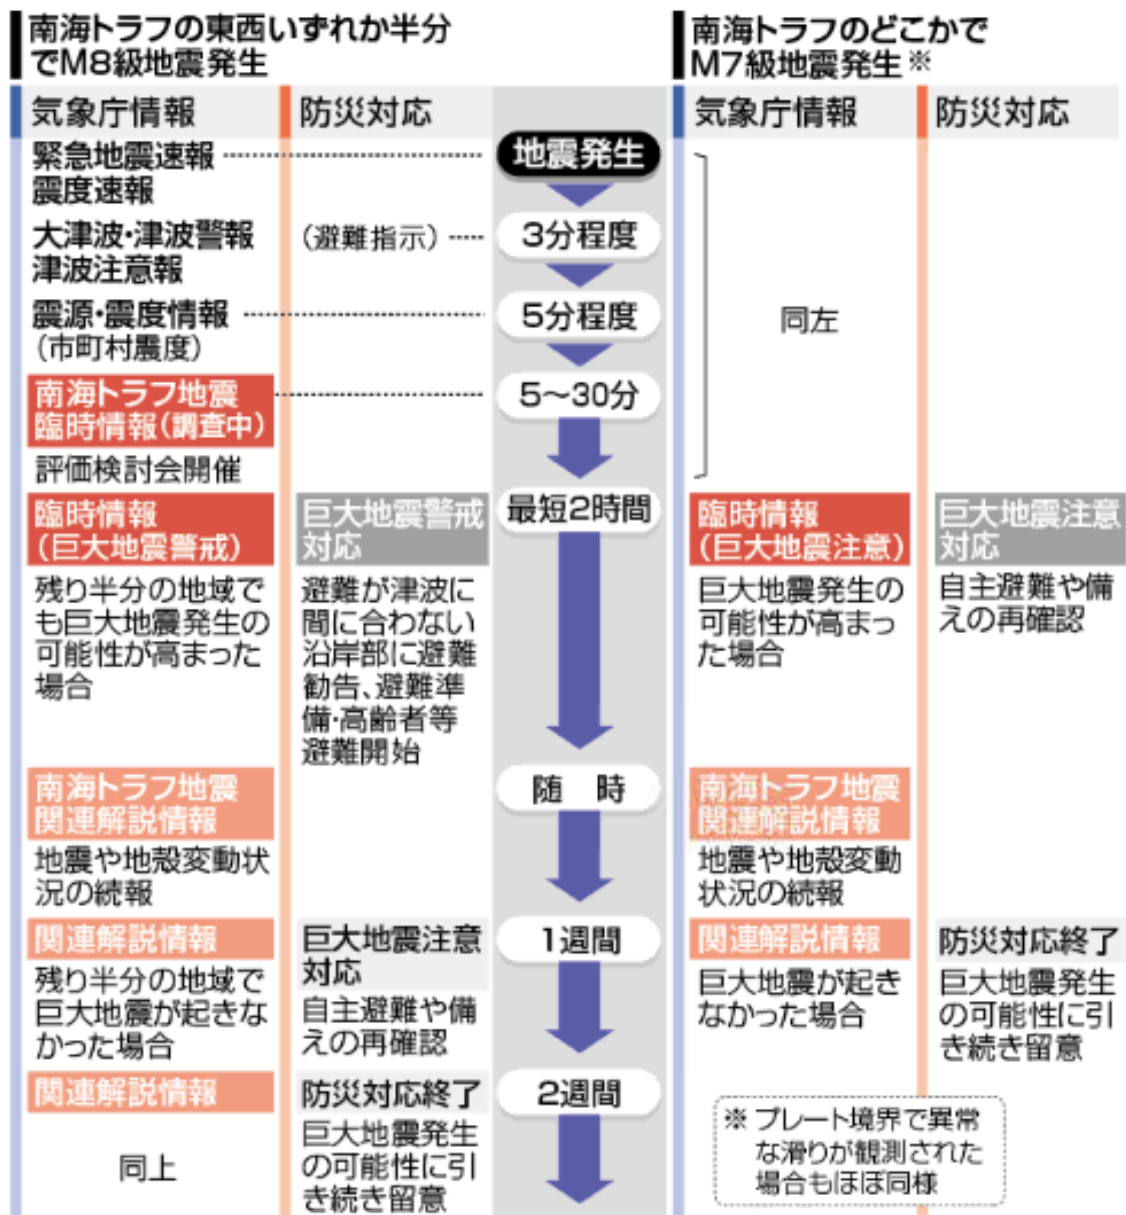 南海トラフの東西いずれか半分
でM8級地震発生
気象庁情報
防災対応
緊急地震速報
震度速報
大津波・津波警報
津波注意報
(避難指示)
震源・震度情報
(市町村震度)
南海トラフ地震
臨時情報(調査中)
評価検討会開催
臨時情報
(巨大地震警戒)
残り半分の地域で
も巨大地震発生の
可能性が高まった
場合
巨大地震警戒
対応
避難が津波に
間に合わない
沿岸部に避難
勧告、避難準
備・高齢者等
避難開始
南海トラフ地震
関連解説情報
地震や地殻変動状
況の続報
関連解説情報
残り半分の地域で
巨大地震が起きな
かった場合
巨大地震注意
対応
自主避難や備
えの再確認
関連解説情報
同上
防災対応終了
巨大地震発生
の可能性に引
き続き留意
地震発生
3分程度
5分程度
5〜30分
最短2時間
随 時
1週間
2週間
南海トラフのどこかで
M7級地震発生※
気象庁情報
防災対応
同左
臨時情報
(巨大地震注意)
巨大地震発生の
可能性が高まっ
た場合
巨大地震注意
対応
自主避難や備
えの再確認
南海トラフ地震
関連解説情報
地震や地殻変動
状況の続報
関連解説情報
巨大地震が起き
なかった場合
防災対応終了
巨大地震発生
の可能性に引
き続き留意
※ プレート境界で異常
な滑りが観測された
場合もほぼ同様